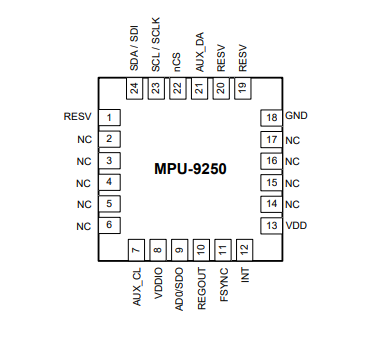 SDA / SDI
SCL / SCLK
nCS
AUX_DA
RESV
RESV
24
23
22
21
20
19
RESV
1
18
GND
NC
2
17
NC
NC
3
MPU-9250
16
NC
NC
4
15
NC
NC
5
14
NC
NC
6
13
VDD
7
8
9
10
11
12
AUX_CL
VDDIO
AD0/SDO
REGOUT
FSYNC
INT